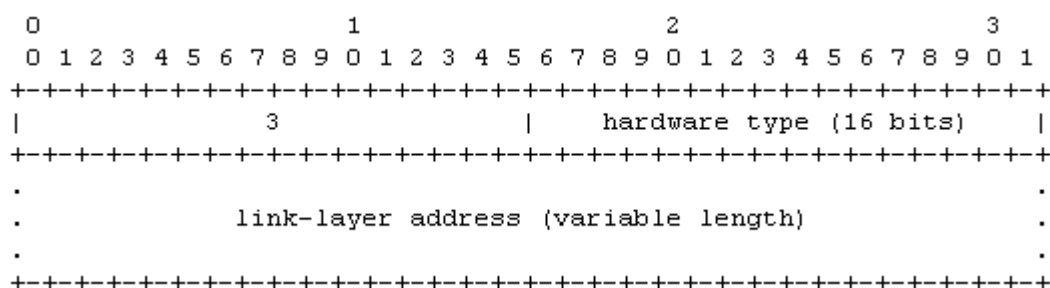 0                   1                   2                   3
 0 1 2 3 4 5 6 7 8 9 0 1 2 3 4 5 6 7 8 9 0 1 2 3 4 5 6 7 8 9 0 1
+-+-+-+-+-+-+-+-+-+-+-+-+-+-+-+-+-+-+-+-+-+-+-+-+-+-+-+-+-+-+-+-+
|               3               |    hardware type (16 bits)    |
+-+-+-+-+-+-+-+-+-+-+-+-+-+-+-+-+-+-+-+-+-+-+-+-+-+-+-+-+-+-+-+-+
.                                                               .
.             link-layer address (variable length)              .
.                                                               .
+-+-+-+-+-+-+-+-+-+-+-+-+-+-+-+-+-+-+-+-+-+-+-+-+-+-+-+-+-+-+-+-+